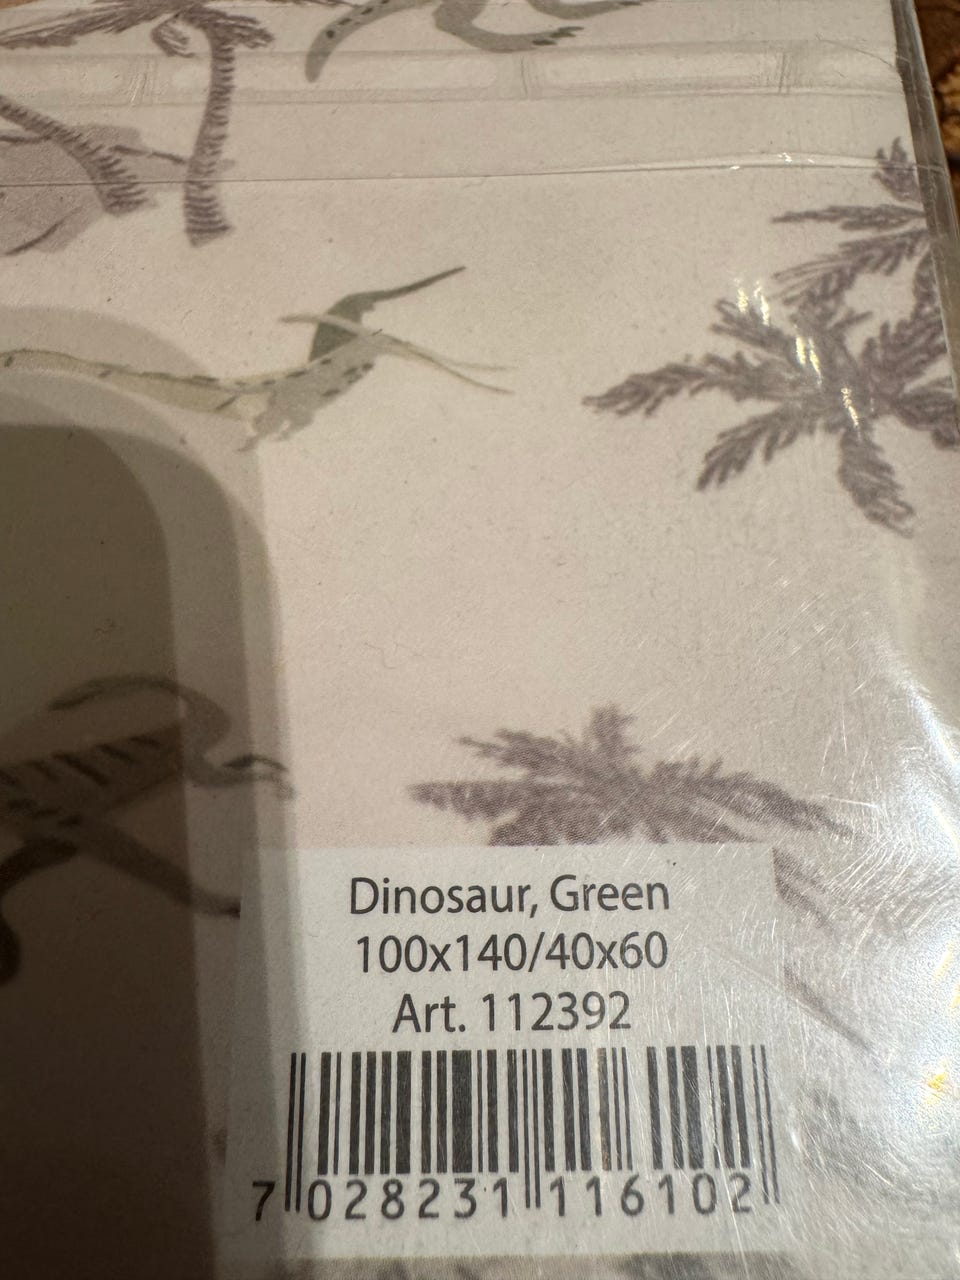 Dinosaur, Green
100x140/40x60
Art. 112392
7 028231 116102